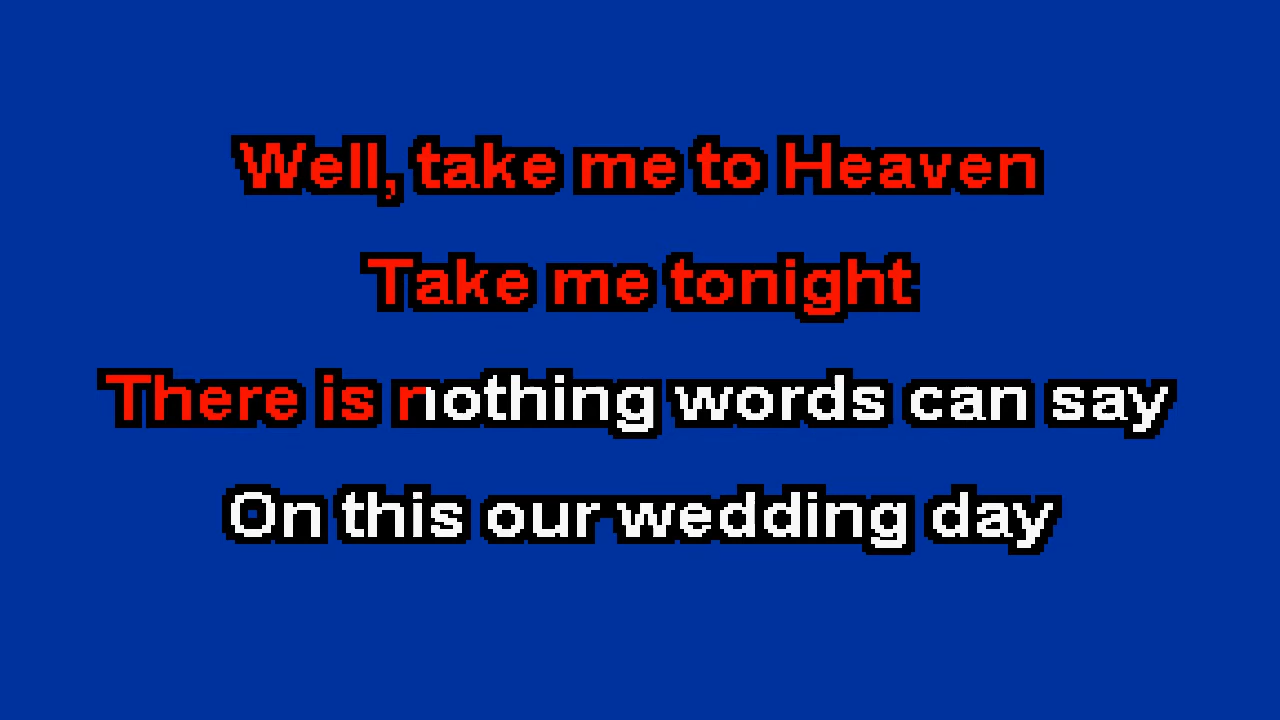 Well, take me to Heaven
Take me tonight
There is nothing words can say
On this our wedding day